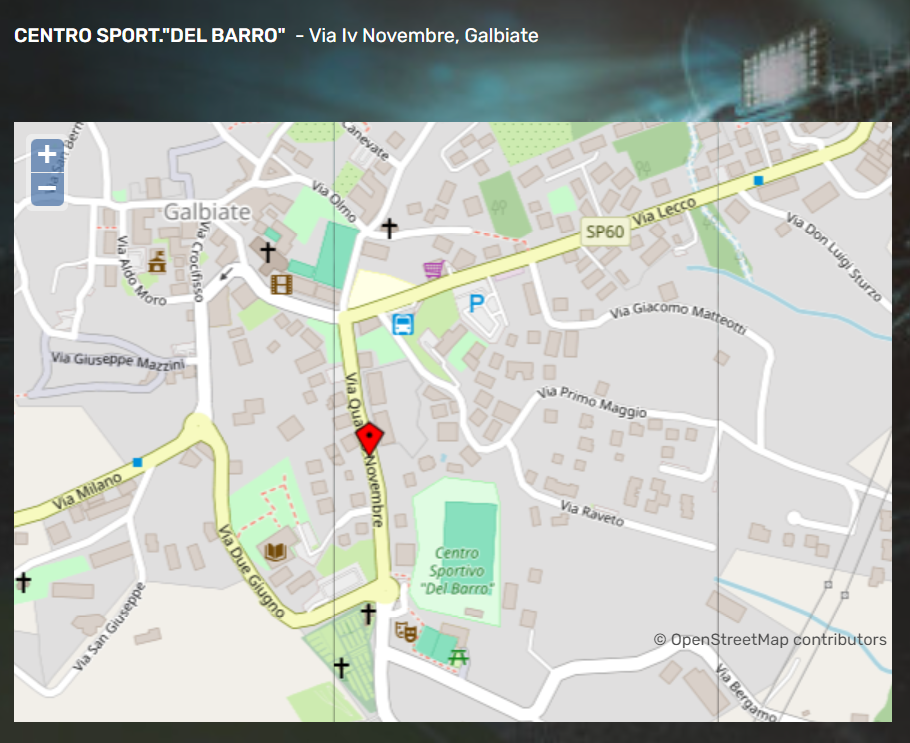 CENTRO SPORT."DEL BARRO" - Via Iv Novembre, Galbiate
+
−
Canevate
Via Olmo
Galbiate
Via Crocifisso
Via Aldo Moro
SP60
Via Lecco
Via Don Luigi Sturzo
P
Via Giacomo Matteotti
Via Giuseppe Mazzini
Via Primo Maggio
Via Qua
Novembre
Via Milano
Via Raveto
Via Due Giugno
Centro
Sportivo
"Del Barro"
Via San Giuseppe
© OpenStreetMap contributors
Via Bergamo